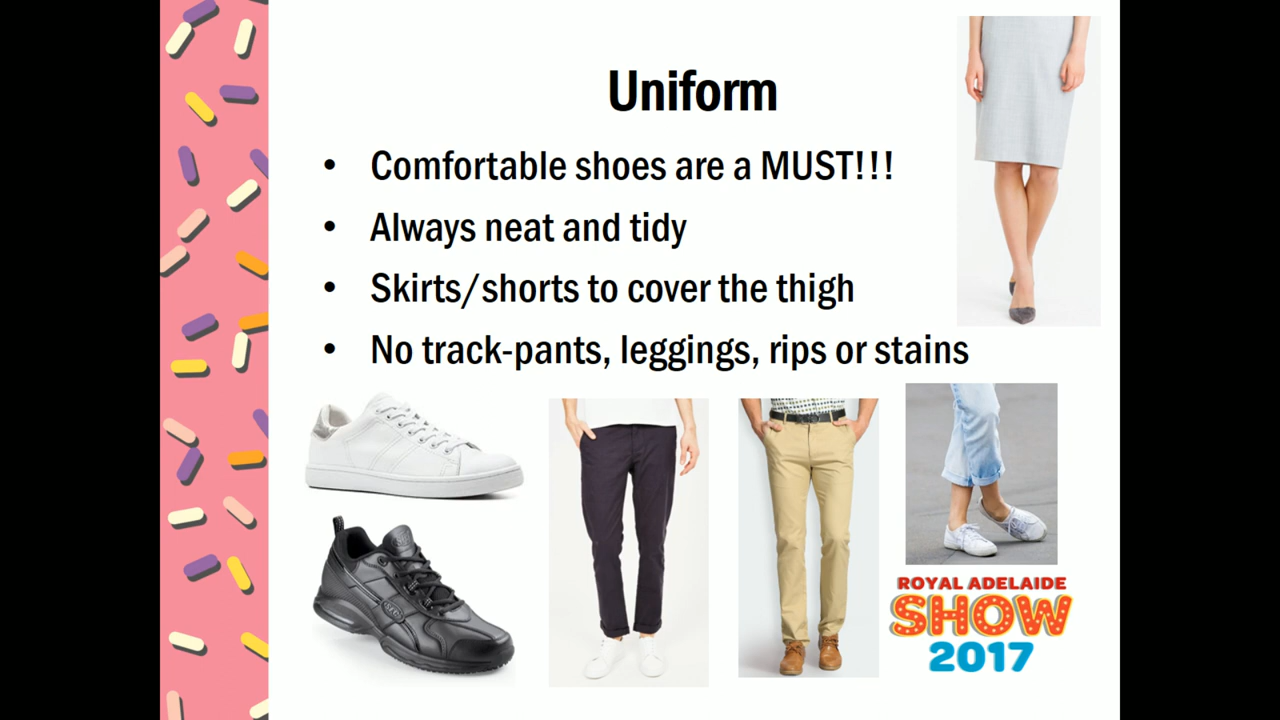 Uniform
• Comfortable shoes are a MUST!!!
• Always neat and tidy
• Skirts/shorts to cover the thigh
• No track-pants, leggings, rips or stains
ROYAL ADELAIDE
SHOW
2017